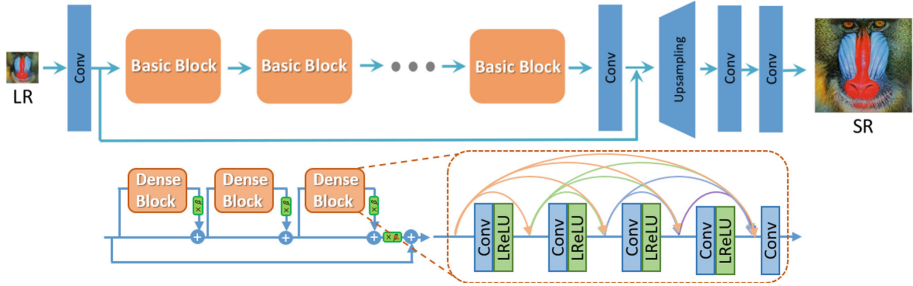 LR
Conv
Basic Block
Basic Block
Basic Block
Conv
Upsampling
Conv
Conv
SR
Dense
Block
× β
Dense
Block
× β
Dense
Block
× β
× β
Conv
LReLU
Conv
LReLU
Conv
LReLU
Conv
LReLU
Conv